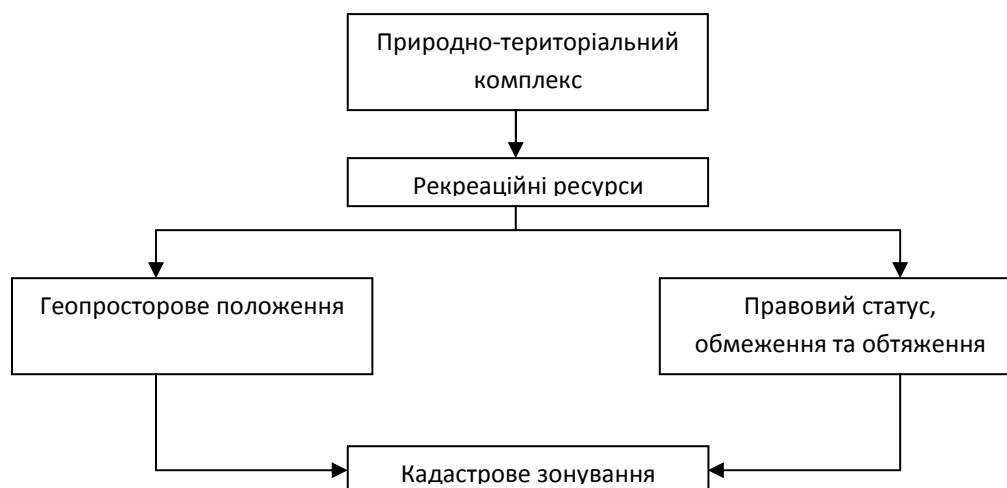 Природно-територіальний
комплекс
Рекреаційні ресурси
Геопросторове положення
Правовий статус,
обмеження та обтяження
Кадастрове зонування